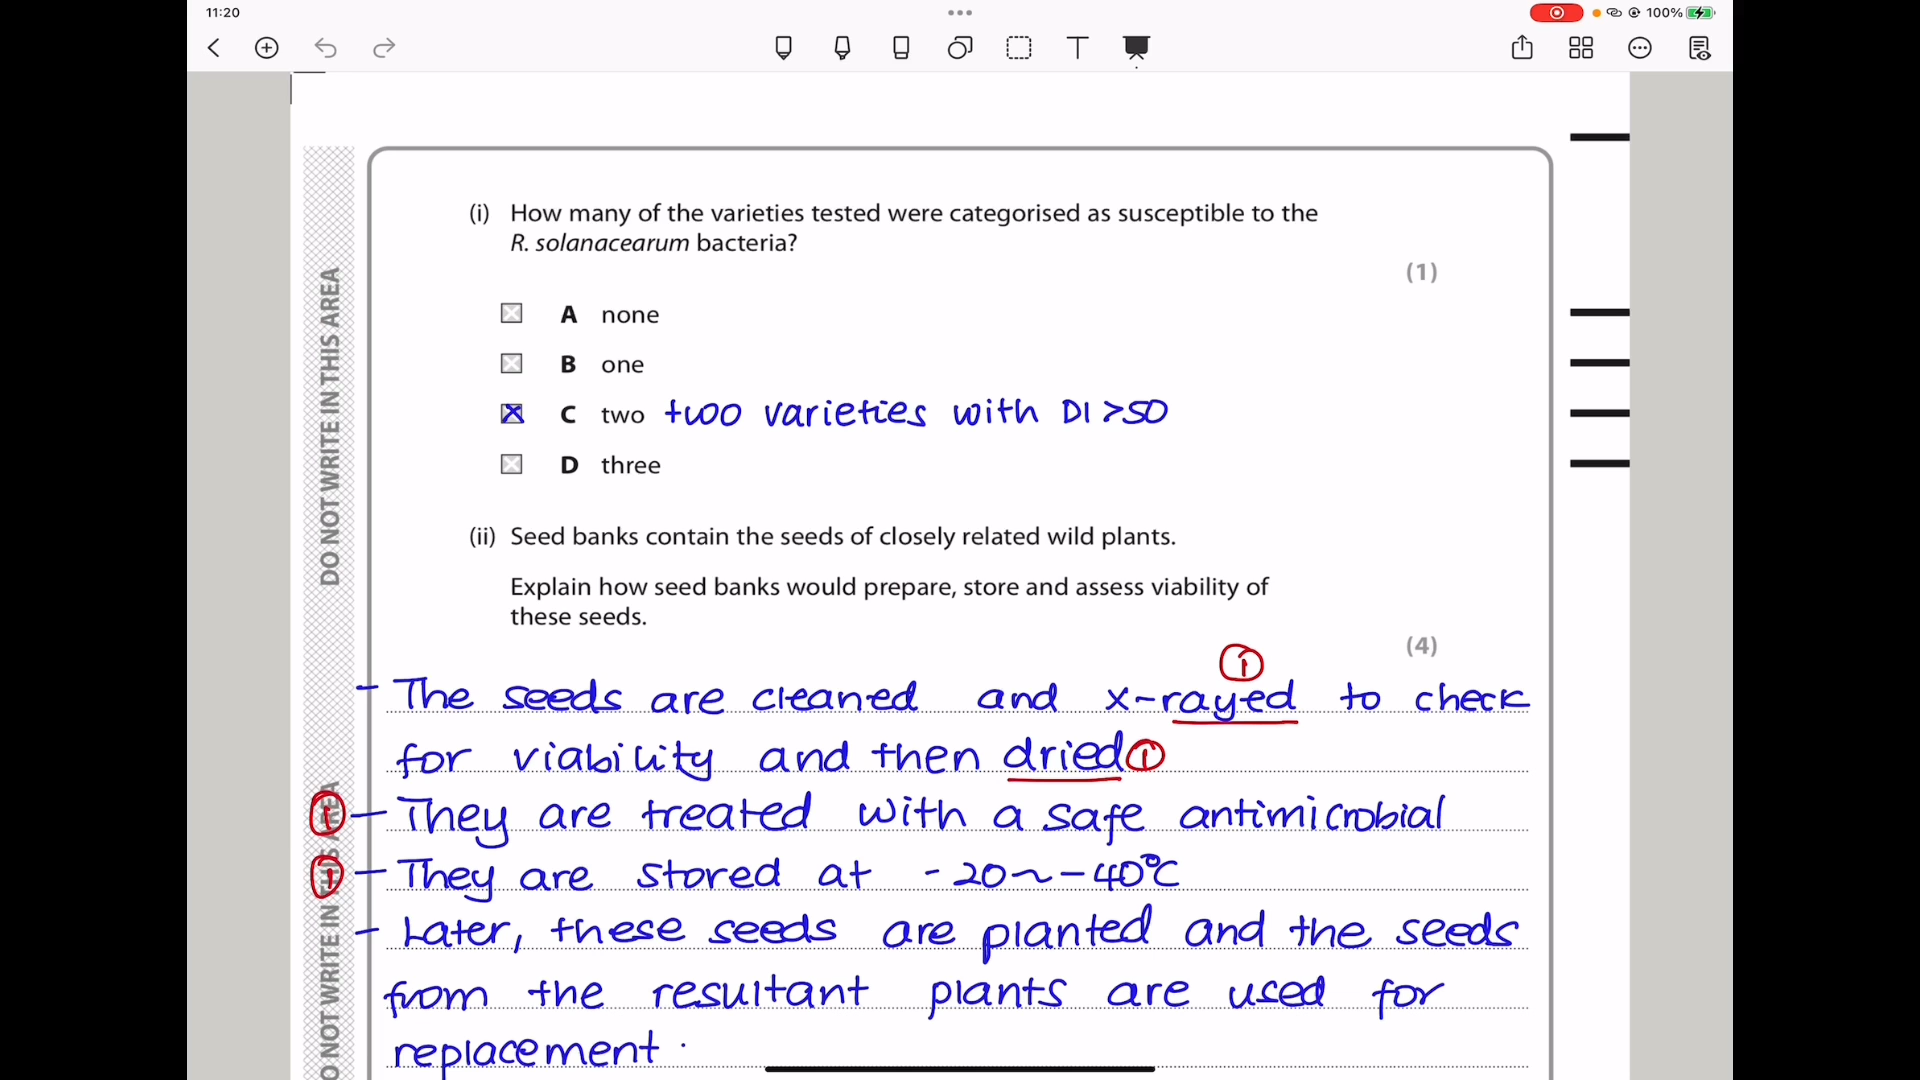 11:20
100%
(i) How many of the varieties tested were categorised as susceptible to the
R. solanacearum bacteria?
(1)
A none
B one
C two two varieties with DI >50
D three
(ii) Seed banks contain the seeds of closely related wild plants.
Explain how seed banks would prepare, store and assess viability of
these seeds.
(4)
1
- The seeds are cleaned and x-rayed to check
for viability and then dried 1
1 - They are treated with a safe antimicrobial
1 - They are stored at -20~-40°C
- Later, these seeds are planted and the seeds
from the resultant plants are used for
replacement.
DO NOT WRITE IN THIS AREA
O NOT WRITE IN THIS AREA